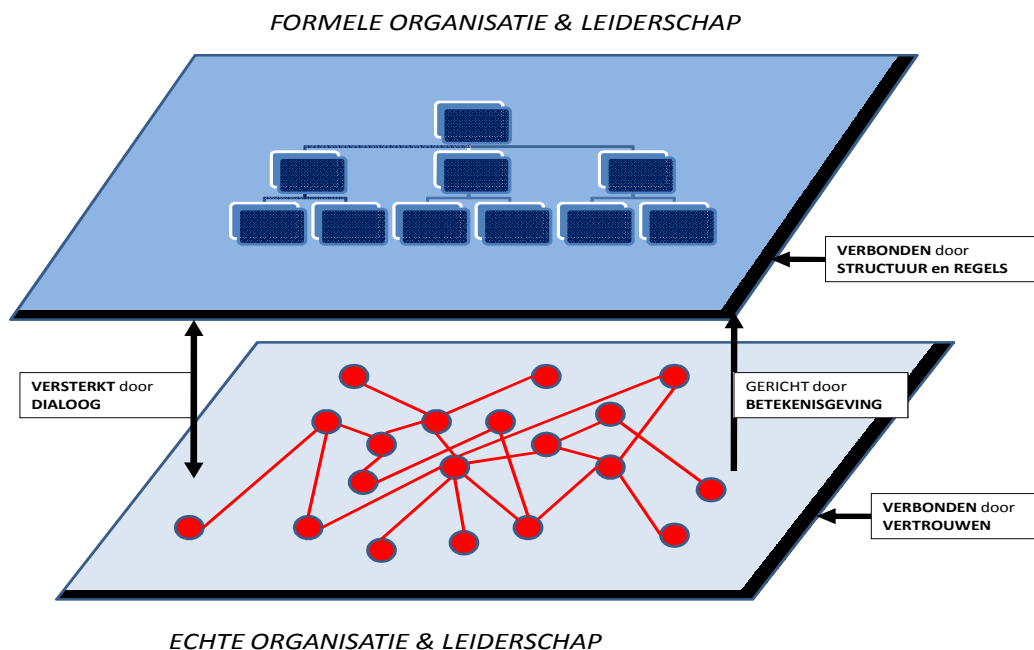 FORMELE ORGANISATIE & LEIDERSCHAP
VERBONDEN door
STRUCTUUR en REGELS
VERSTERKT door
DIALOOG
GERICHT door
BETEKENISGEVING
VERBONDEN door
VERTROUWEN
ECHTE ORGANISATIE & LEIDERSCHAP